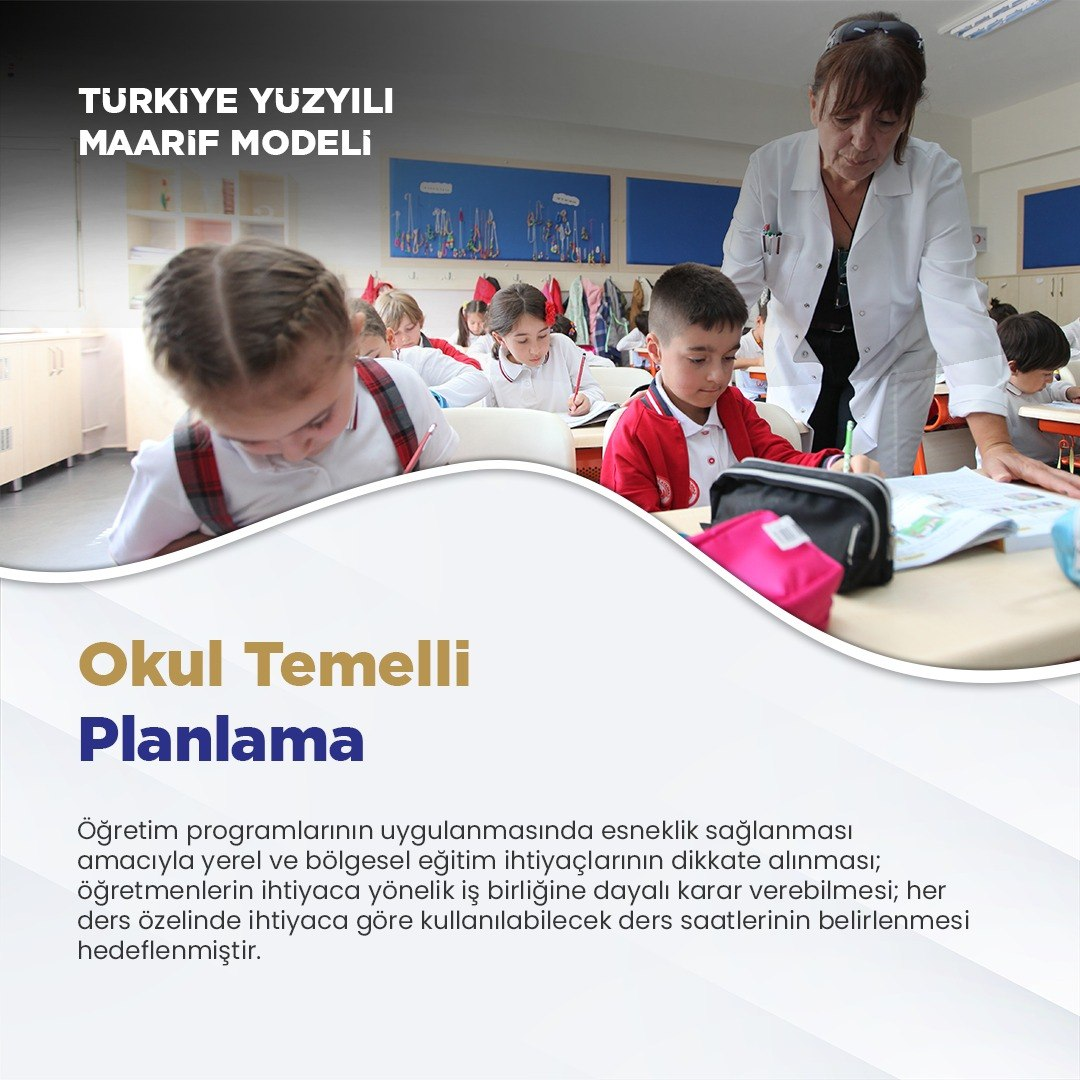 TÜRKİYE YÜZYILI
MAARİF MODELİ
Okul Temelli
Planlama
Öğretim programlarının uygulanmasında esneklik sağlanması
amacıyla yerel ve bölgesel eğitim ihtiyaçlarının dikkate alınması;
öğretmenlerin ihtiyaca yönelik iş birliğine dayalı karar verebilmesi; her
ders özelinde ihtiyaca göre kullanılabilecek ders saatlerinin belirlenmesi
hedeflenmiştir.